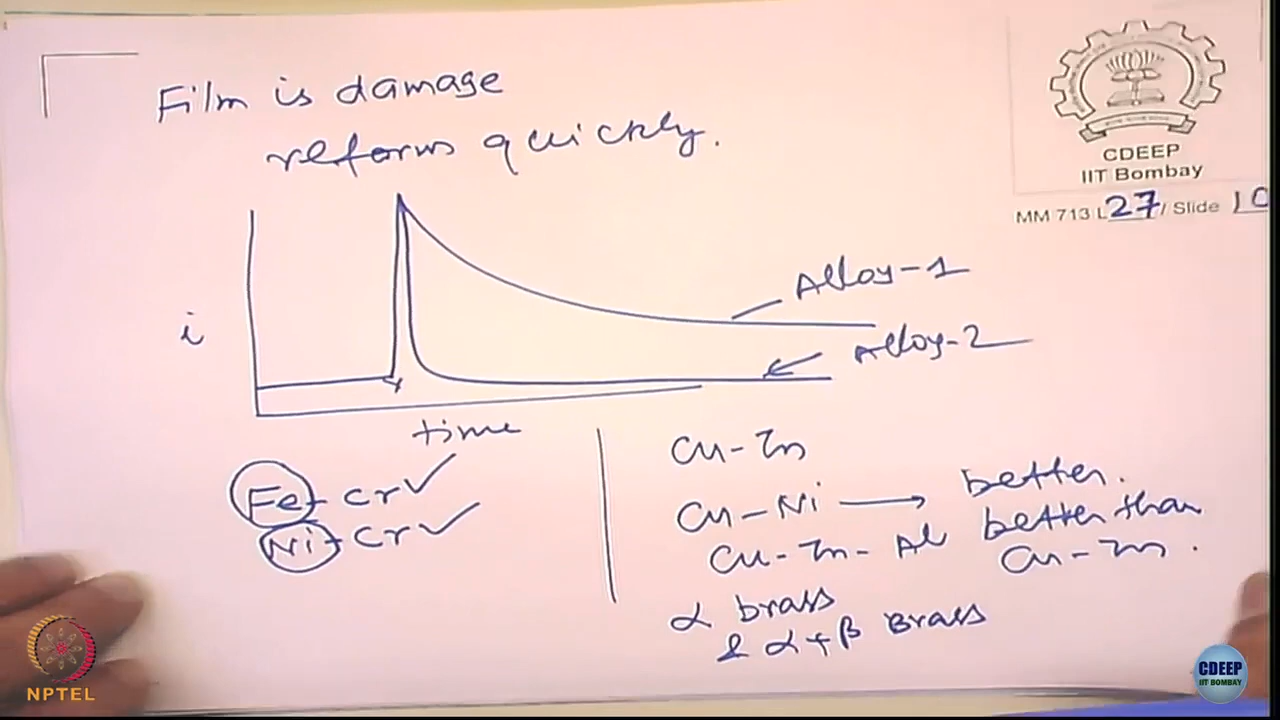 Film is damage
reforms quickly.
CDEEP
IIT Bombay
MM 713 L27 / Slide 10
i
Alloy-1
Alloy-2
time
Fe-Cr ✓
Ni-Cr ✓
Cu-Zn
Cu-Ni → better.
Cu-Zn-Al better than
Cu-Zn.
α brass
& α+β Brass
NPTEL
CDEEP
IIT BOMBAY